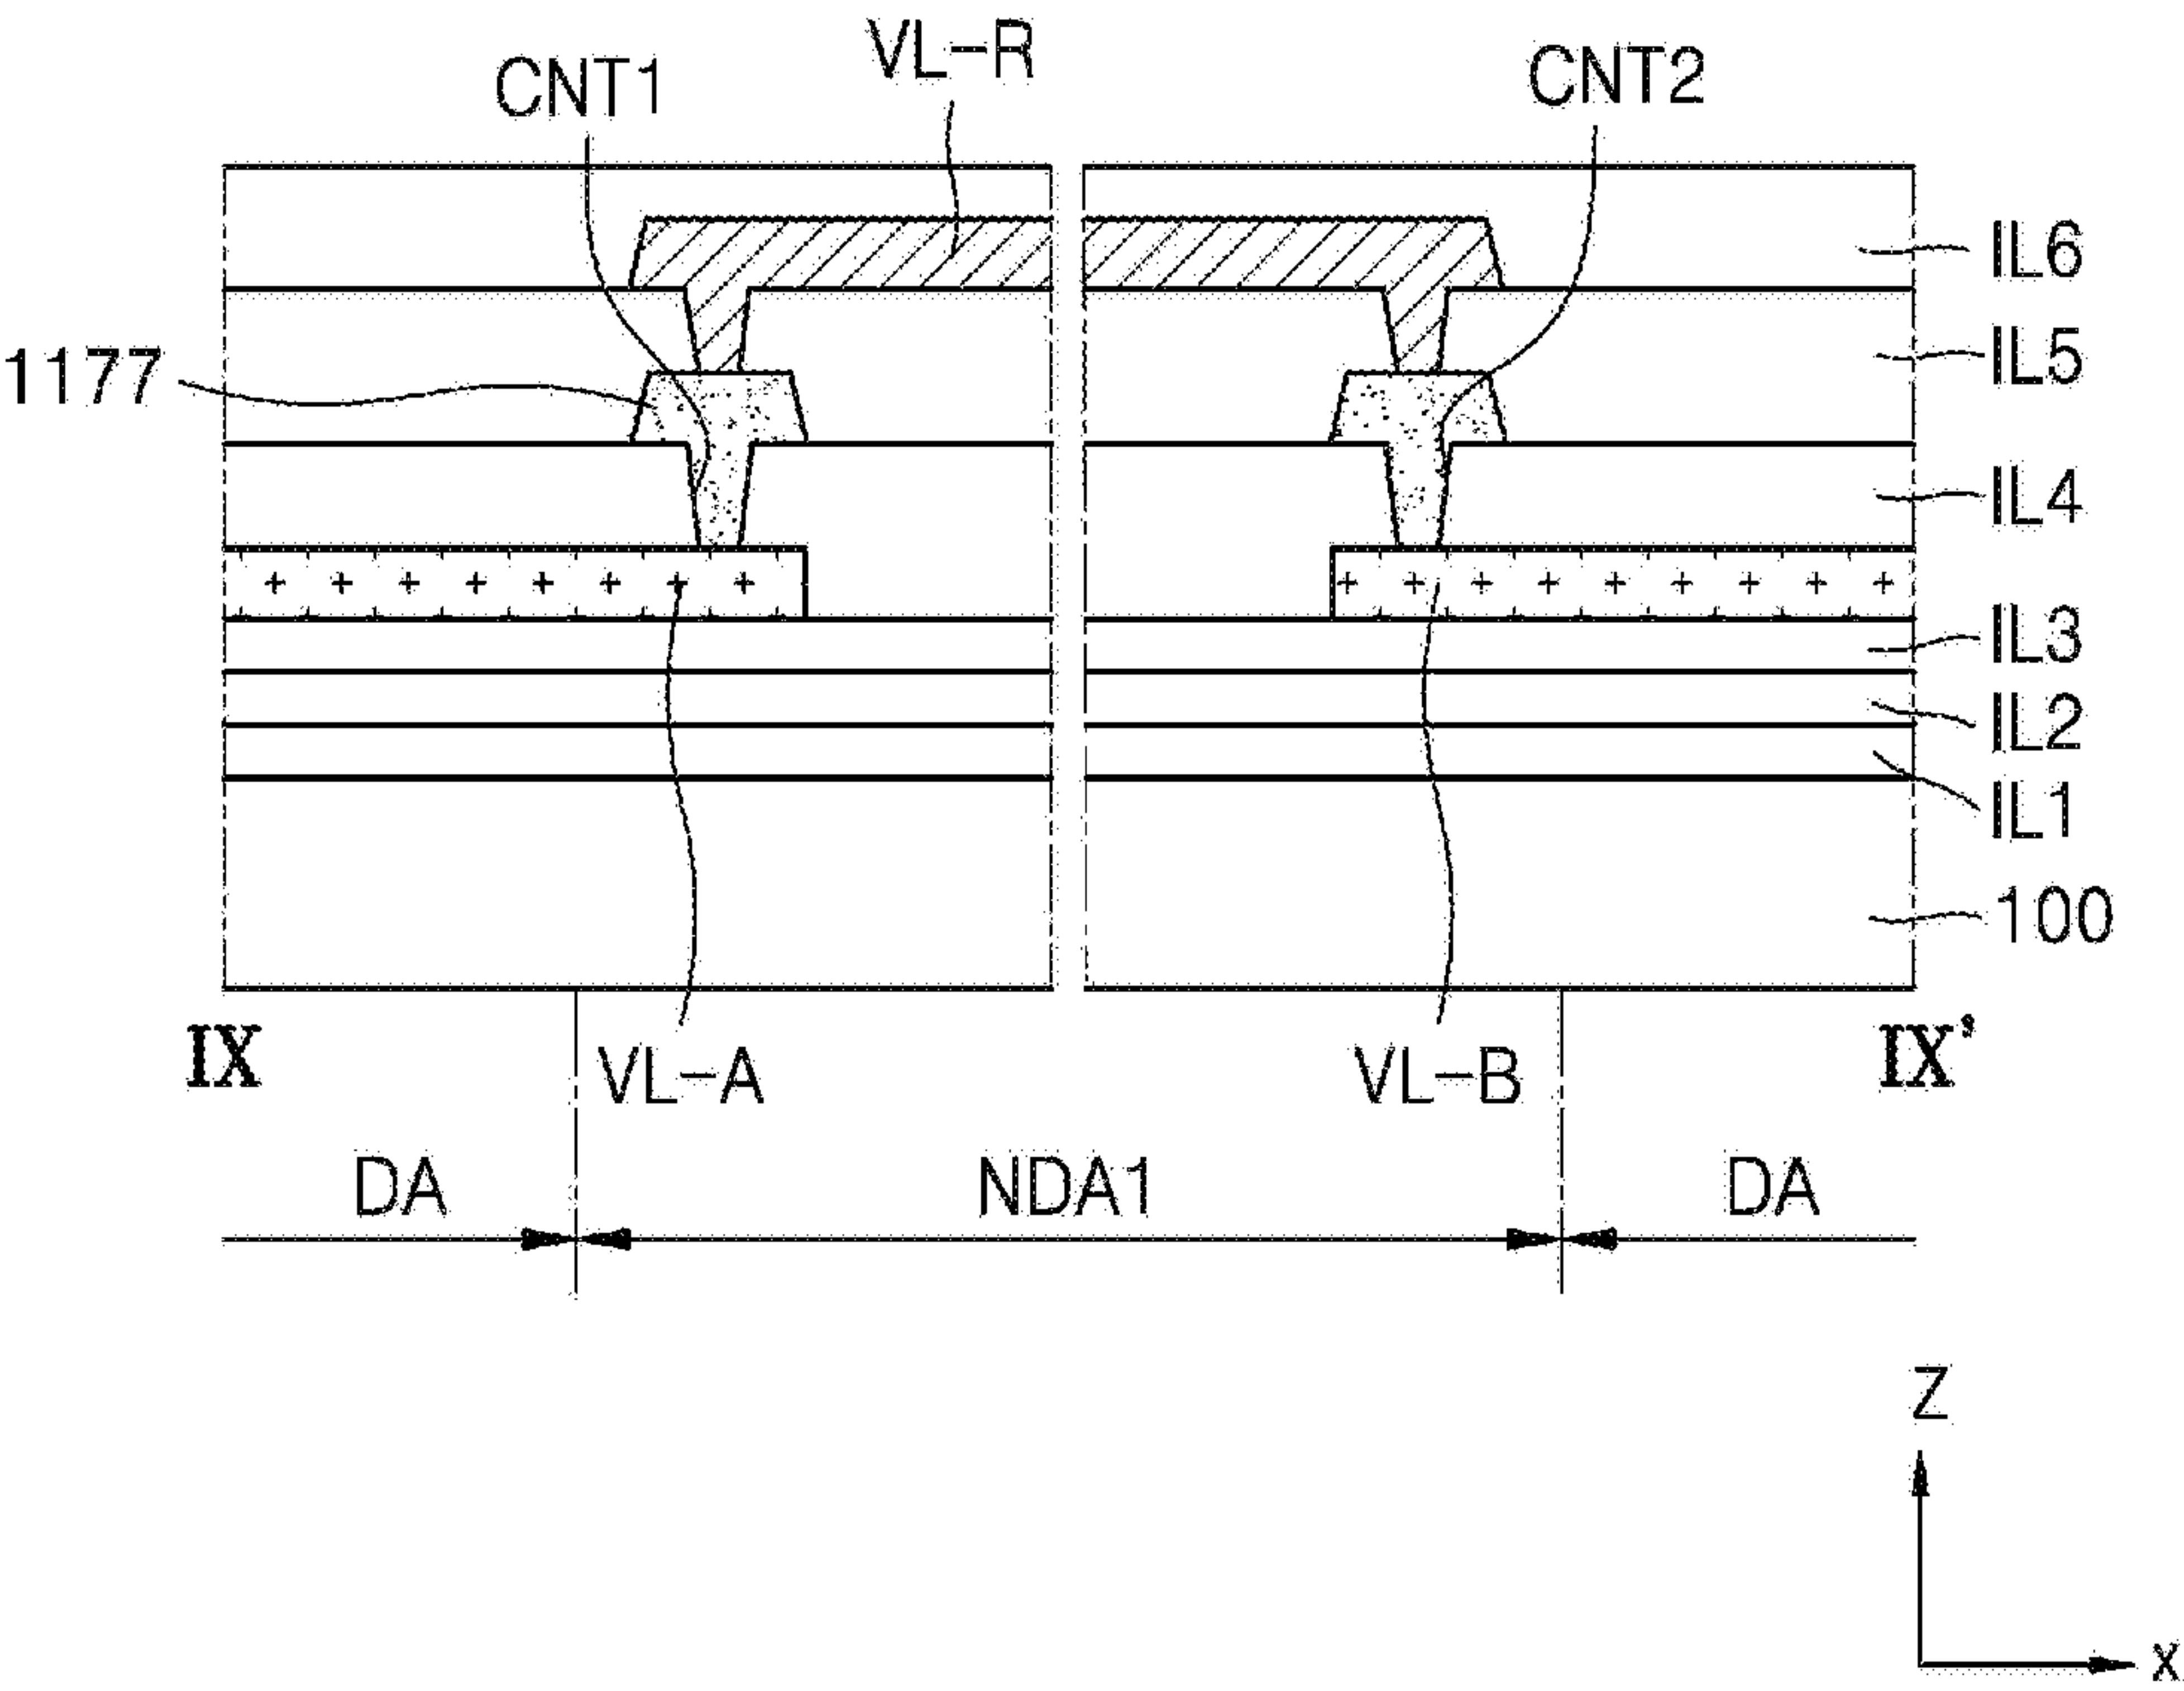 VL-R
CNT1
CNT2
IL6
IL5
1177
IL4
IL3
IL2
IL1
100
IX
IX'
VL-A
VL-B
DA
NDA1
DA
Z
x